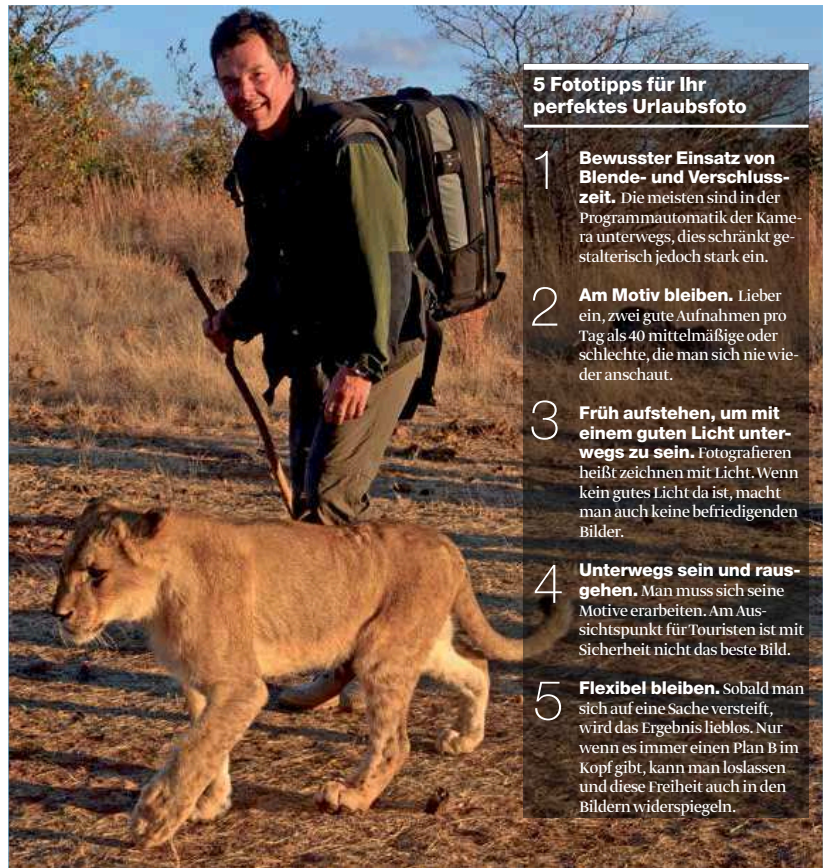 5 Fototipps für Ihr
perfektes Urlaubsfoto
1
Bewusster Einsatz von
Blende- und Verschluss-
zeit. Die meisten sind in der
Programmautomatik der Kame-
ra unterwegs, dies schränkt ge-
stalterisch jedoch stark ein.
2
Am Motiv bleiben. Lieber
ein, zwei gute Aufnahmen pro
Tag als 40 mittelmäßige oder
schlechte, die man sich nie wie-
der anschaut.
3
Früh aufstehen, um mit
einem guten Licht unter-
wegs zu sein. Fotografieren
heißt zeichnen mit Licht. Wenn
kein gutes Licht da ist, macht
man auch keine befriedigenden
Bilder.
4
Unterwegs sein und raus-
gehen. Man muss sich seine
Motive erarbeiten. Am Aus-
sichtspunkt für Touristen ist mit
Sicherheit nicht das beste Bild.
5
Flexibel bleiben. Sobald man
sich auf eine Sache versteift,
wird das Ergebnis lieblos. Nur
wenn es immer einen Plan B im
Kopf gibt, kann man loslassen
und diese Freiheit auch in den
Bildern widerspiegeln.